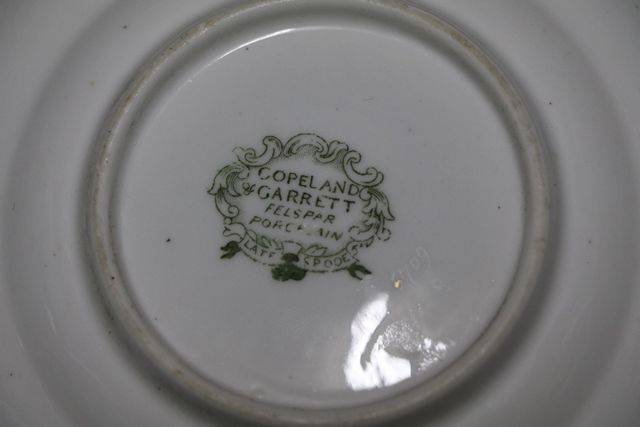 COPELAND
& GARRETT
FELSPAR
PORCELAIN
LATE SPODE